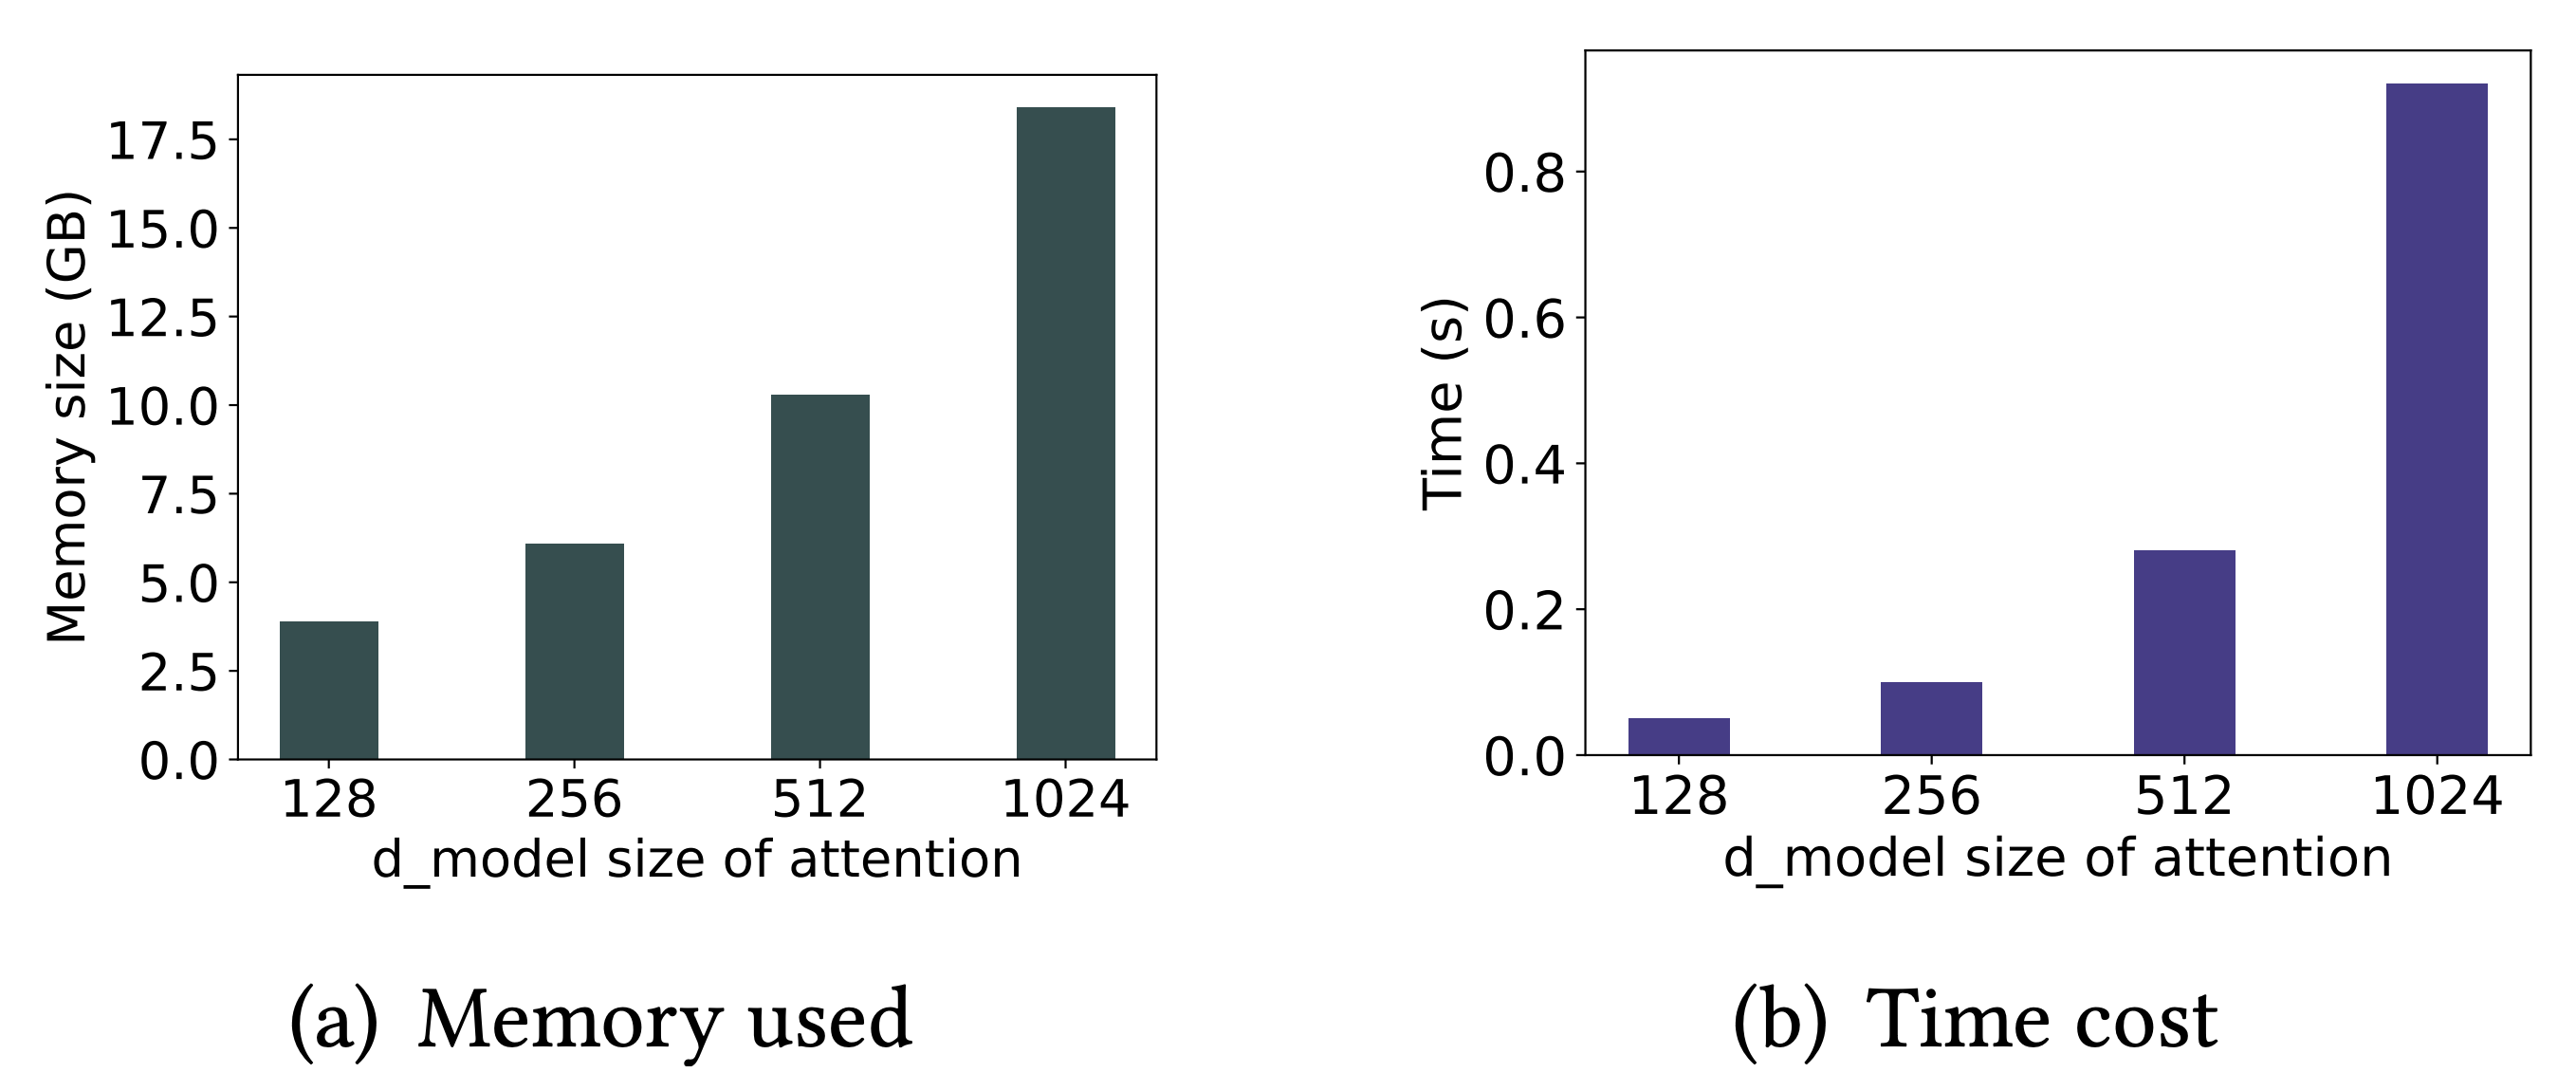 Memory size (GB)
17.5
15.0
12.5
10.0
7.5
5.0
2.5
0.0
128 256 512 1024
d_model size of attention
(a) Memory used
Time (s)
0.8
0.6
0.4
0.2
0.0
128 256 512 1024
d_model size of attention
(b) Time cost